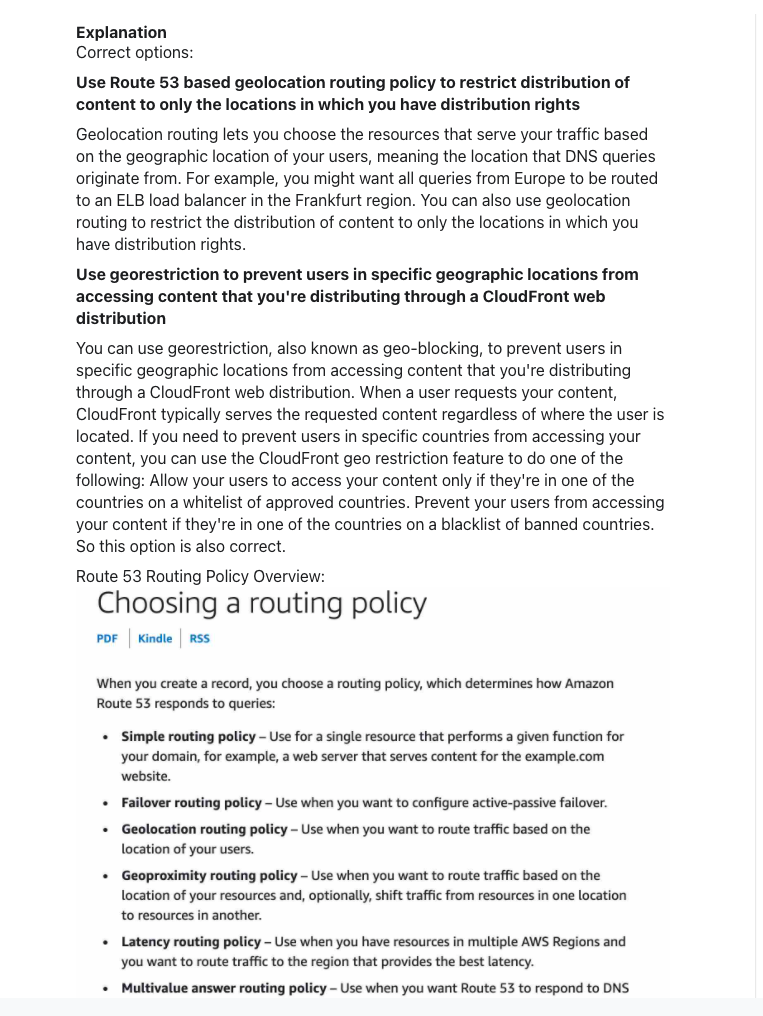 Explanation
Correct options:
Use Route 53 based geolocation routing policy to restrict distribution of
content to only the locations in which you have distribution rights
Geolocation routing lets you choose the resources that serve your traffic based
on the geographic location of your users, meaning the location that DNS queries
originate from. For example, you might want all queries from Europe to be routed
to an ELB load balancer in the Frankfurt region. You can also use geolocation
routing to restrict the distribution of content to only the locations in which you
have distribution rights.
Use georestriction to prevent users in specific geographic locations from
accessing content that you're distributing through a CloudFront web
distribution
You can use georestriction, also known as geo-blocking, to prevent users in
specific geographic locations from accessing content that you're distributing
through a CloudFront web distribution. When a user requests your content,
CloudFront typically serves the requested content regardless of where the user is
located. If you need to prevent users in specific countries from accessing your
content, you can use the CloudFront geo restriction feature to do one of the
following: Allow your users to access your content only if they're in one of the
countries on a whitelist of approved countries. Prevent your users from accessing
your content if they're in one of the countries on a blacklist of banned countries.
So this option is also correct.
Route 53 Routing Policy Overview:
Choosing a routing policy
PDF | Kindle | RSS
When you create a record, you choose a routing policy, which determines how Amazon
Route 53 responds to queries:
• Simple routing policy – Use for a single resource that performs a given function for
your domain, for example, a web server that serves content for the example.com
website.
• Failover routing policy – Use when you want to configure active-passive failover.
• Geolocation routing policy – Use when you want to route traffic based on the
location of your users.
• Geoproximity routing policy – Use when you want to route traffic based on the
location of your resources and, optionally, shift traffic from resources in one location
to resources in another.
• Latency routing policy – Use when you have resources in multiple AWS Regions and
you want to route traffic to the region that provides the best latency.
• Multivalue answer routing policy – Use when you want Route 53 to respond to DNS